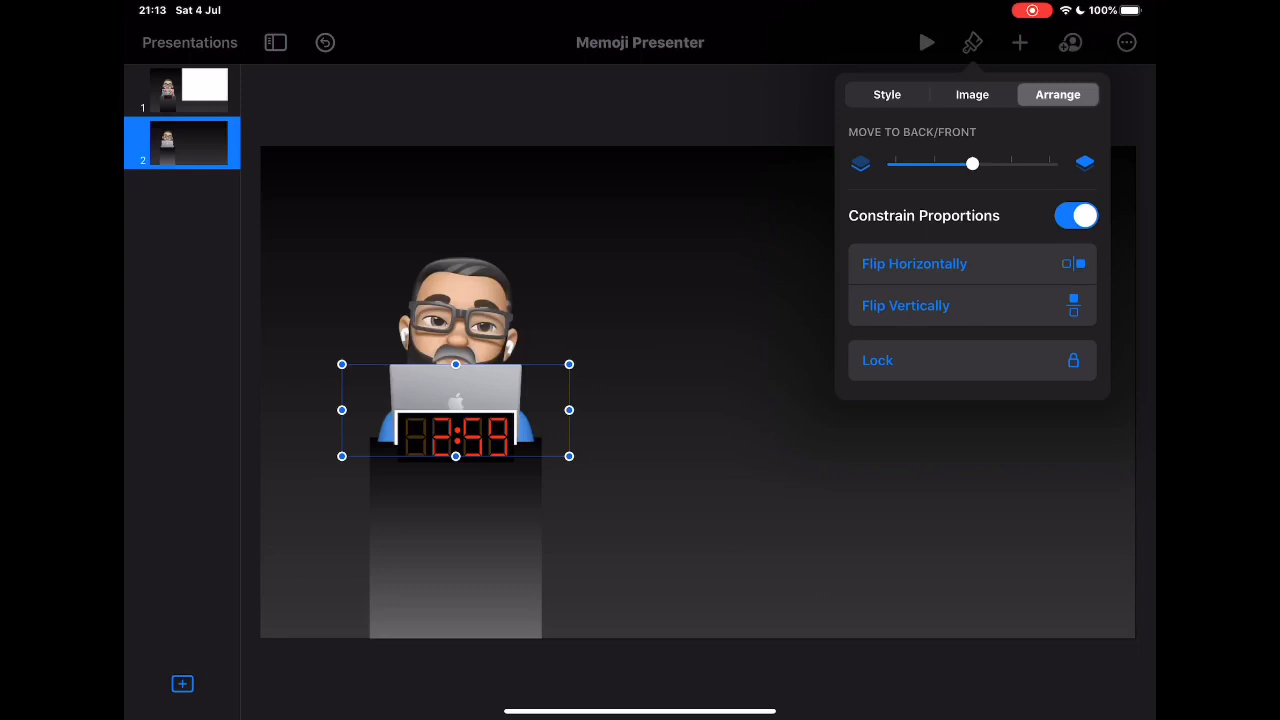 21:13 Sat 4 Jul
100%
Presentations
Memoji Presenter
Style Image Arrange
MOVE TO BACK/FRONT
Constrain Proportions
Flip Horizontally
Flip Vertically
Lock
1
2
2:53